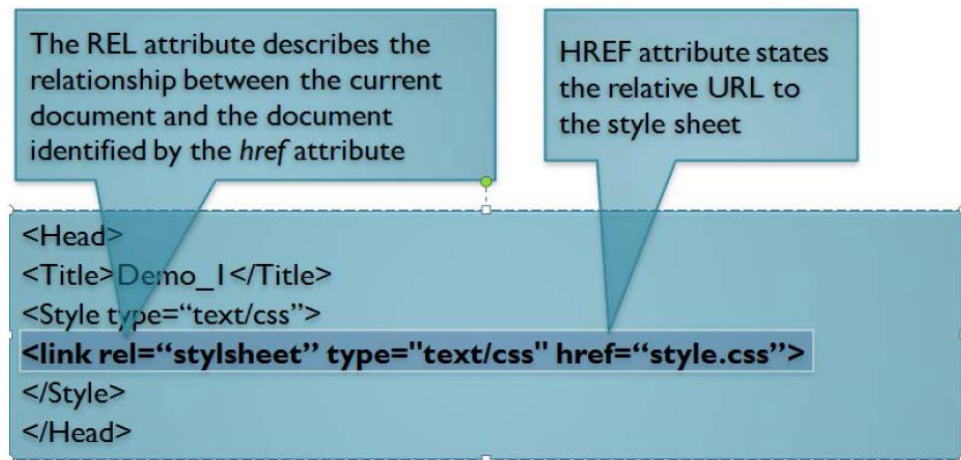 The REL attribute describes the
relationship between the current
document and the document
identified by the href attribute
HREF attribute states
the relative URL to
the style sheet
<Head>
<Title>Demo_1</Title>
<Style type=“text/css”>
<link rel=“stylsheet” type="text/css" href=“style.css”>
</Style>
</Head>